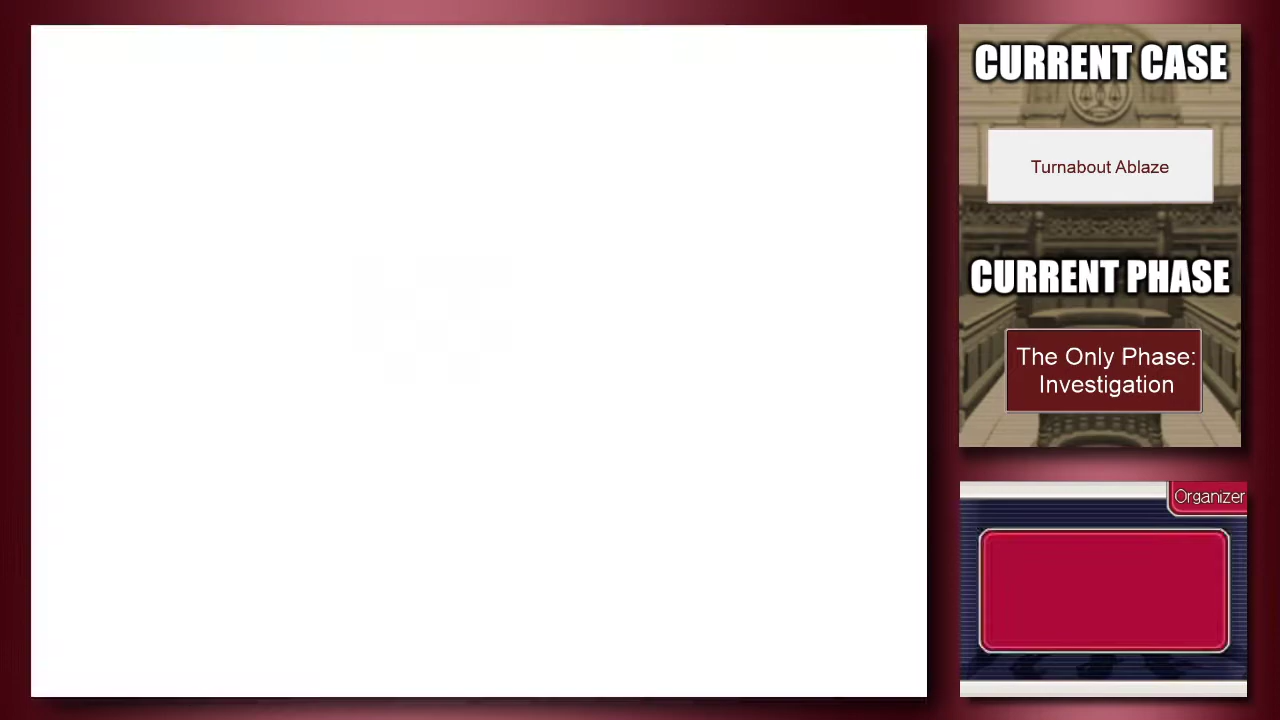 CURRENT CASE
Turnabout Ablaze
CURRENT PHASE
The Only Phase:
Investigation
Organizer